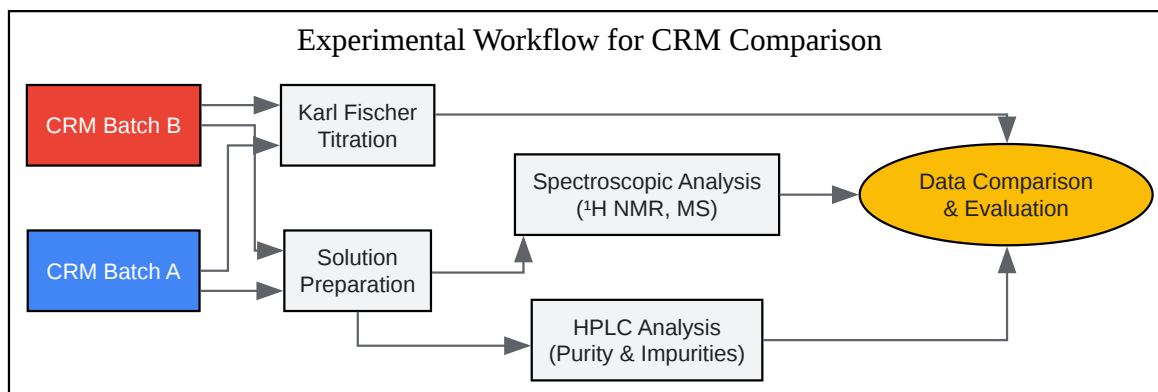 Experimental Workflow for CRM Comparison
CRM Batch B
Karl Fischer
Titration
Spectroscopic Analysis
(¹H NMR, MS)
Data Comparison
& Evaluation
CRM Batch A
Solution
Preparation
HPLC Analysis
(Purity & Impurities)